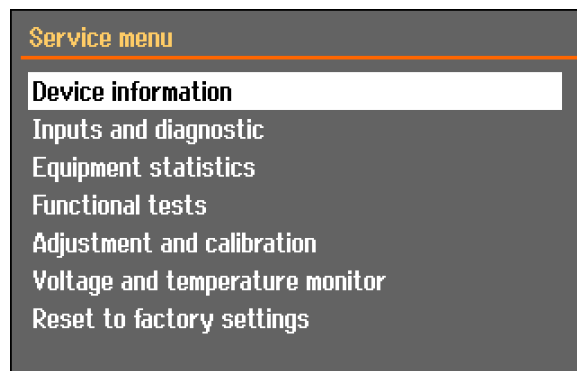 Service menu
Device information
Inputs and diagnostic
Equipment statistics
Functional tests
Adjustment and calibration
Voltage and temperature monitor
Reset to factory settings